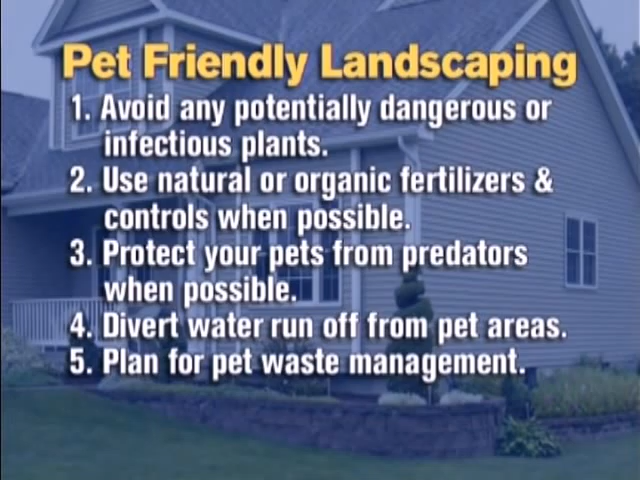 Pet Friendly Landscaping
1. Avoid any potentially dangerous or
infectious plants.
2. Use natural or organic fertilizers &
controls when possible.
3. Protect your pets from predators
when possible.
4. Divert water run off from pet areas.
5. Plan for pet waste management.